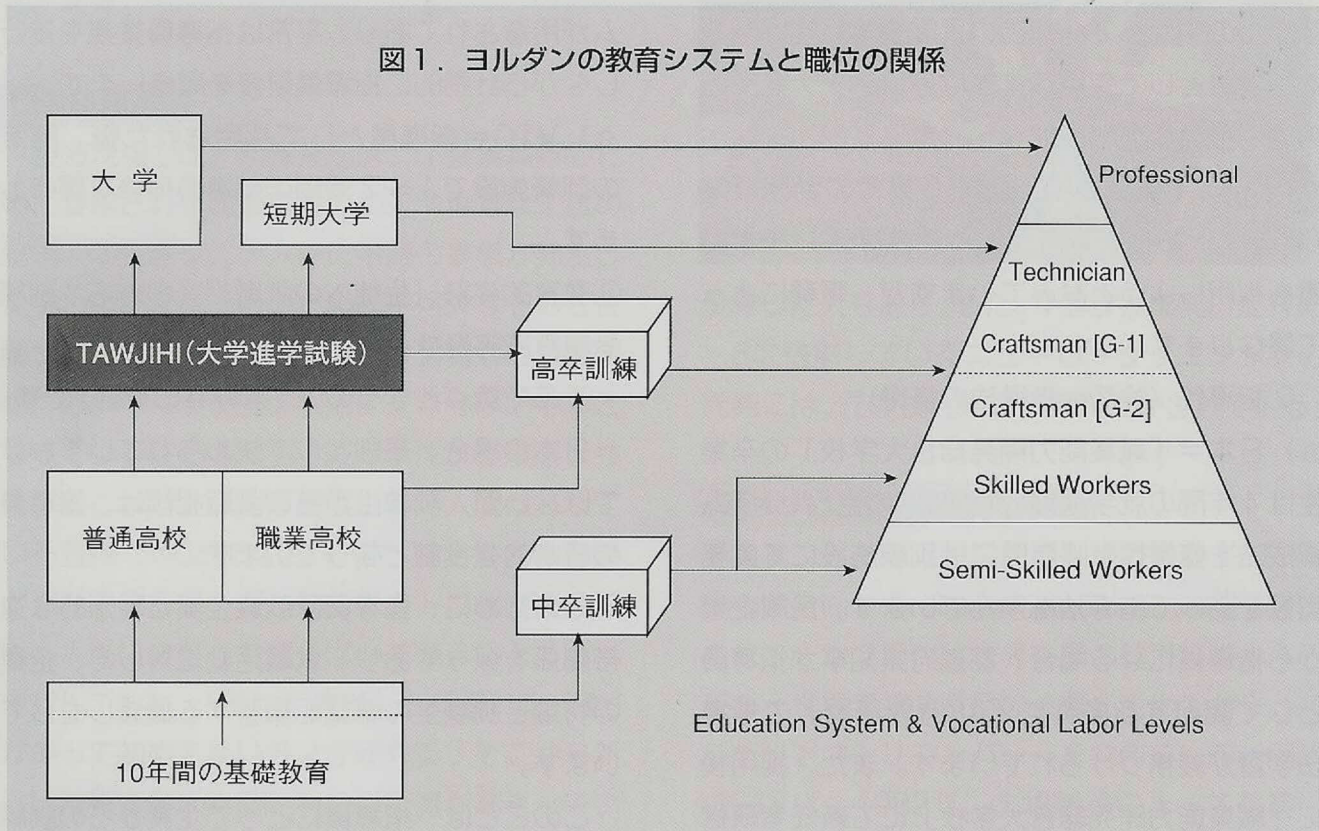 図1．ヨルダンの教育システムと職位の関係
大 学
短期大学
TAWJIHI（大学進学試験）
高卒訓練
普通高校
職業高校
中卒訓練
10年間の基礎教育
Professional
Technician
Craftsman [G-1]
Craftsman [G-2]
Skilled Workers
Semi-Skilled Workers
Education System & Vocational Labor Levels